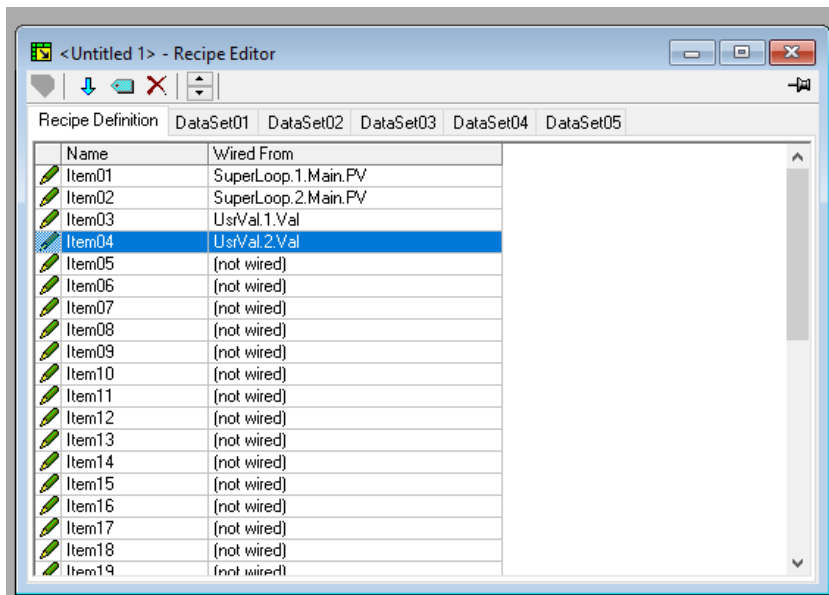 <Untitled 1> - Recipe Editor
Recipe Definition DataSet01 DataSet02 DataSet03 DataSet04 DataSet05
Name Wired From
Item01 SuperLoop.1.Main.PV
Item02 SuperLoop.2.Main.PV
Item03 UsrVal.1.Val
Item04 UsrVal.2.Val
Item05 (not wired)
Item06 (not wired)
Item07 (not wired)
Item08 (not wired)
Item09 (not wired)
Item10 (not wired)
Item11 (not wired)
Item12 (not wired)
Item13 (not wired)
Item14 (not wired)
Item15 (not wired)
Item16 (not wired)
Item17 (not wired)
Item18 (not wired)
Item19 (not wired)